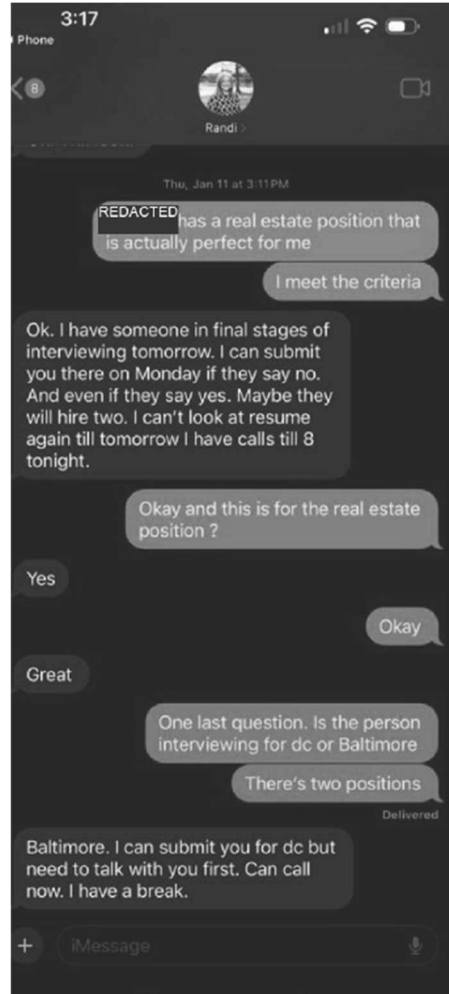 3:17
Phone
8
Randi
Thu, Jan 11 at 3:11 PM
REDACTED has a real estate position that
is actually perfect for me
I meet the criteria
Ok. I have someone in final stages of
interviewing tomorrow. I can submit
you there on Monday if they say no.
And even if they say yes. Maybe they
will hire two. I can't look at resume
again till tomorrow I have calls till 8
tonight.
Okay and this is for the real estate
position ?
Yes
Okay
Great
One last question. Is the person
interviewing for dc or Baltimore
There's two positions
Delivered
Baltimore. I can submit you for dc but
need to talk with you first. Can call
now. I have a break.
iMessage